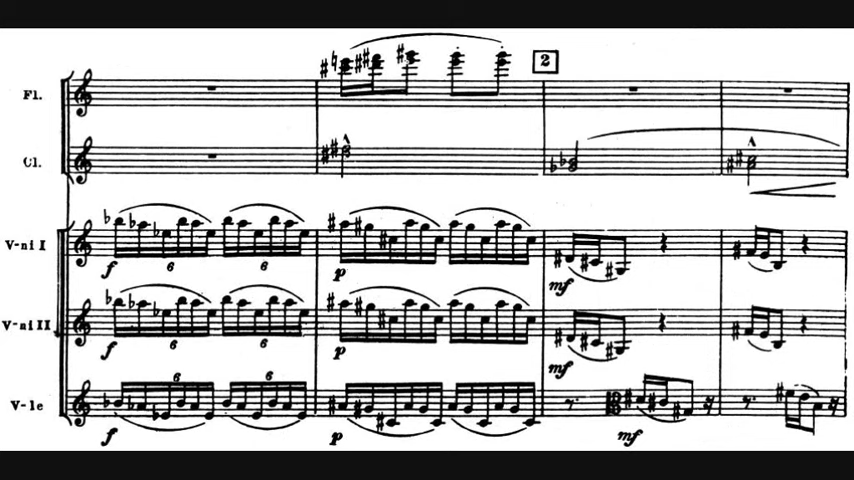 2
Fl.
Cl.
V-ni I
f 6 6 p mf
V-ni II
f 6 6 p mf
V-le
6 6
f p mf